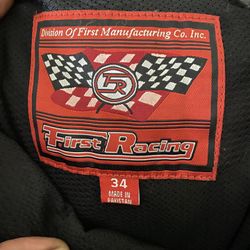 Division Of First Manufacturing Co. Inc.
FR
First Racing
34
MADE IN
PAKISTAN